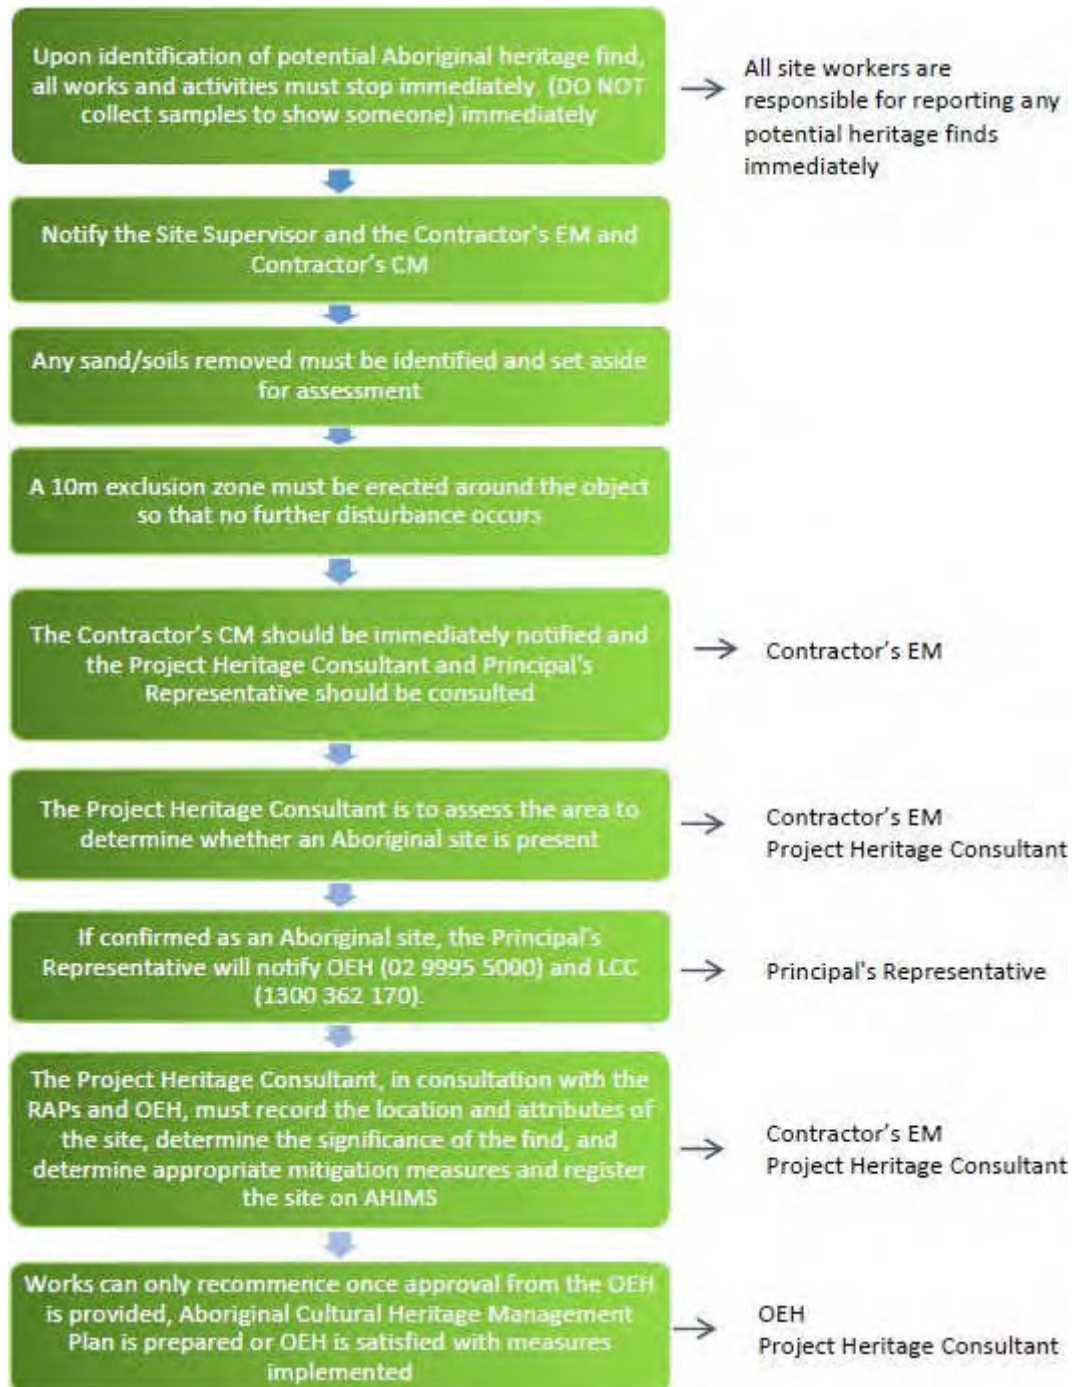 Upon identification of potential Aboriginal heritage find,
all works and activities must stop immediately (DO NOT
collect samples to show someone) immediately
All site workers are
responsible for reporting any
potential heritage finds
immediately
Notify the Site Supervisor and the Contractor's EM and
Contractor's CM
Any sand/soils removed must be identified and set aside
for assessment
A 10m exclusion zone must be erected around the object
so that no further disturbance occurs
The Contractor's CM should be immediately notified and
the Project Heritage Consultant and Principal's
Representative should be consulted
Contractor's EM
The Project Heritage Consultant is to assess the area to
determine whether an Aboriginal site is present
Contractor's EM
Project Heritage Consultant
If confirmed as an Aboriginal site, the Principal's
Representative will notify OEH (02 9995 5000) and LCC
(1300 362 170).
Principal's Representative
The Project Heritage Consultant, in consultation with the
RAPs and OEH, must record the location and attributes of
the site, determine the significance of the find, and
determine appropriate mitigation measures and register
the site on AHIMS
Contractor's EM
Project Heritage Consultant
Works can only recommence once approval from the OEH
is provided, Aboriginal Cultural Heritage Management
Plan is prepared or OEH is satisfied with measures
implemented
OEH
Project Heritage Consultant